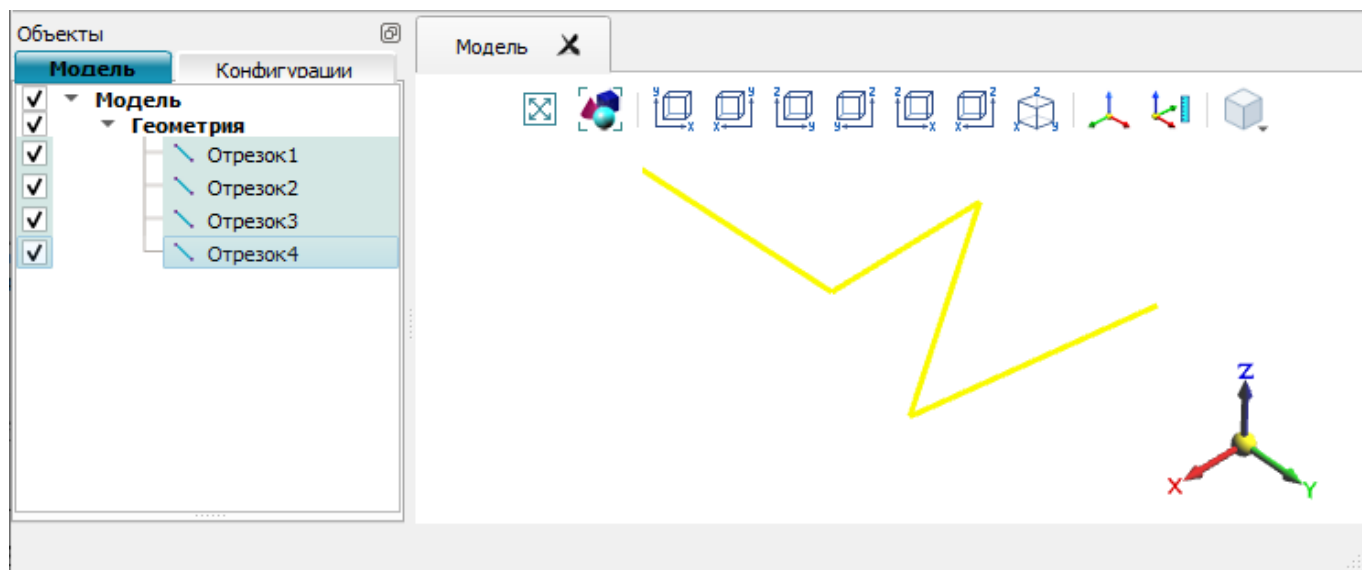 Объекты
Модель
Конфигурации
Модель
Геометрия
Отрезок1
Отрезок2
Отрезок3
Отрезок4
Модель
y x
y x
z y
z y
z x
z x
z x y
Z
X
Y